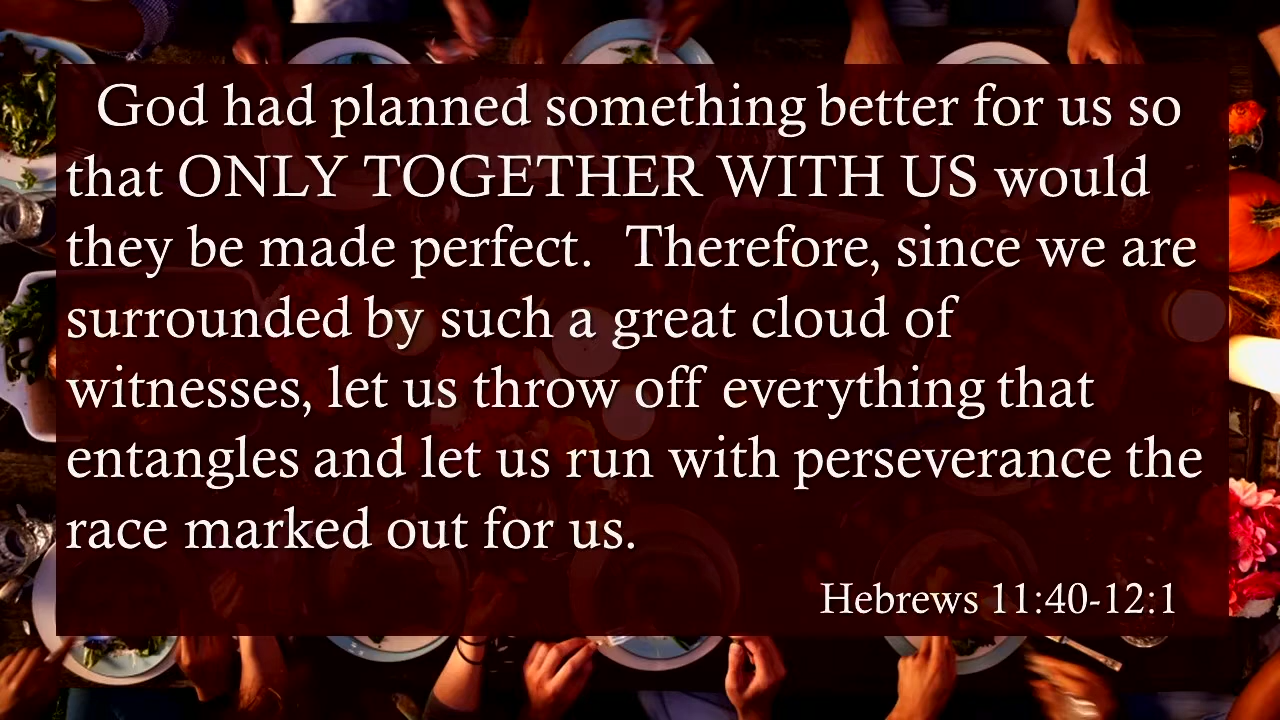 God had planned something better for us so
that ONLY TOGETHER WITH US would
they be made perfect.  Therefore, since we are
surrounded by such a great cloud of
witnesses, let us throw off everything that
entangles and let us run with perseverance the
race marked out for us.
Hebrews 11:40-12:1